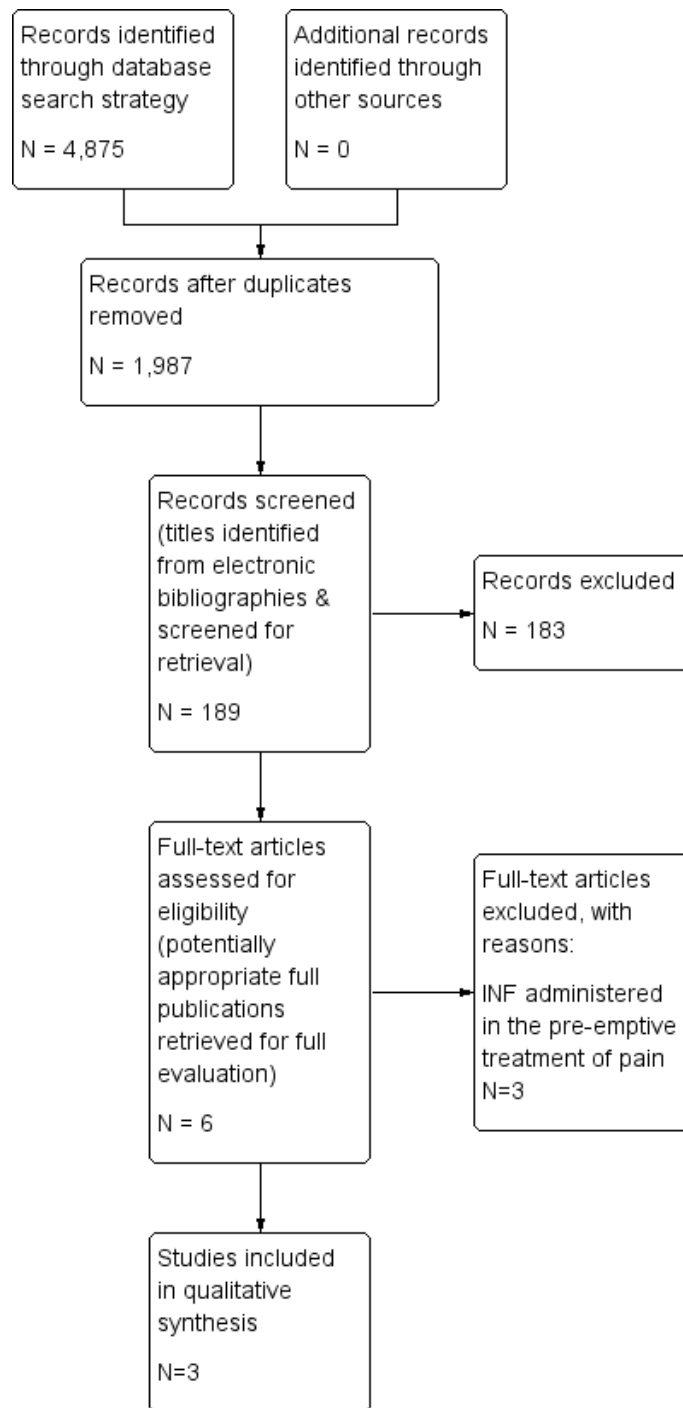 Records identified
through database
search strategy
N = 4,875
Additional records
identified through
other sources
N = 0
Records after duplicates
removed
N = 1,987
Records screened
(titles identified
from electronic
bibliographies &
screened for
retrieval)
N = 189
Records excluded
N = 183
Full-text articles
assessed for
eligibility
(potentially
appropriate full
publications
retrieved for full
evaluation)
N = 6
Full-text articles
excluded, with
reasons:
INF administered
in the pre-emptive
treatment of pain
N=3
Studies included
in qualitative
synthesis
N=3